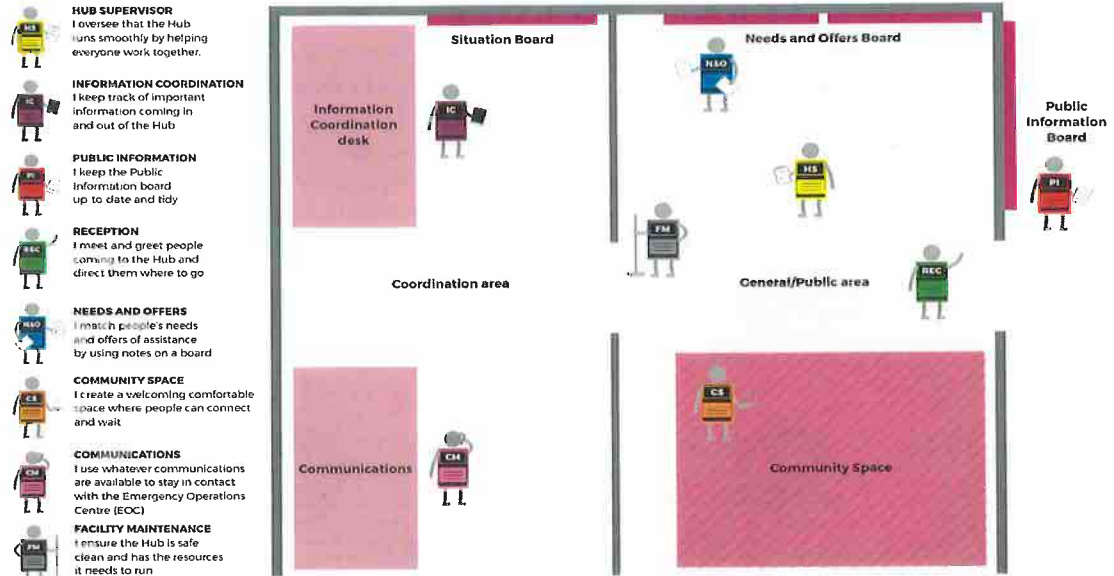 HUB SUPERVISOR
I oversee that the Hub
runs smoothly by helping
everyone work together.
INFORMATION COORDINATION
I keep track of important
information coming in
and out of the Hub
PUBLIC INFORMATION
I keep the Public
Information board
up to date and tidy
RECEPTION
I meet and greet people
coming to the Hub and
direct them where to go
NEEDS AND OFFERS
I match people's needs
and offers of assistance
by using notes on a board
COMMUNITY SPACE
I create a welcoming comfortable
space where people can connect
and wait
COMMUNICATIONS
I use whatever communications
are available to stay in contact
with the Emergency Operations
Centre (EOC)
FACILITY MAINTENANCE
I ensure the Hub is safe
clean and has the resources
it needs to run
HS
IC
PI
REC
N&O
CS
CM
FM
Situation Board
Needs and Offers Board
N&O
Information
Coordination
desk
IC
Public
Information
Board
HS
PI
FM
REC
Coordination area
General/Public area
CS
Communications
CM
Community Space